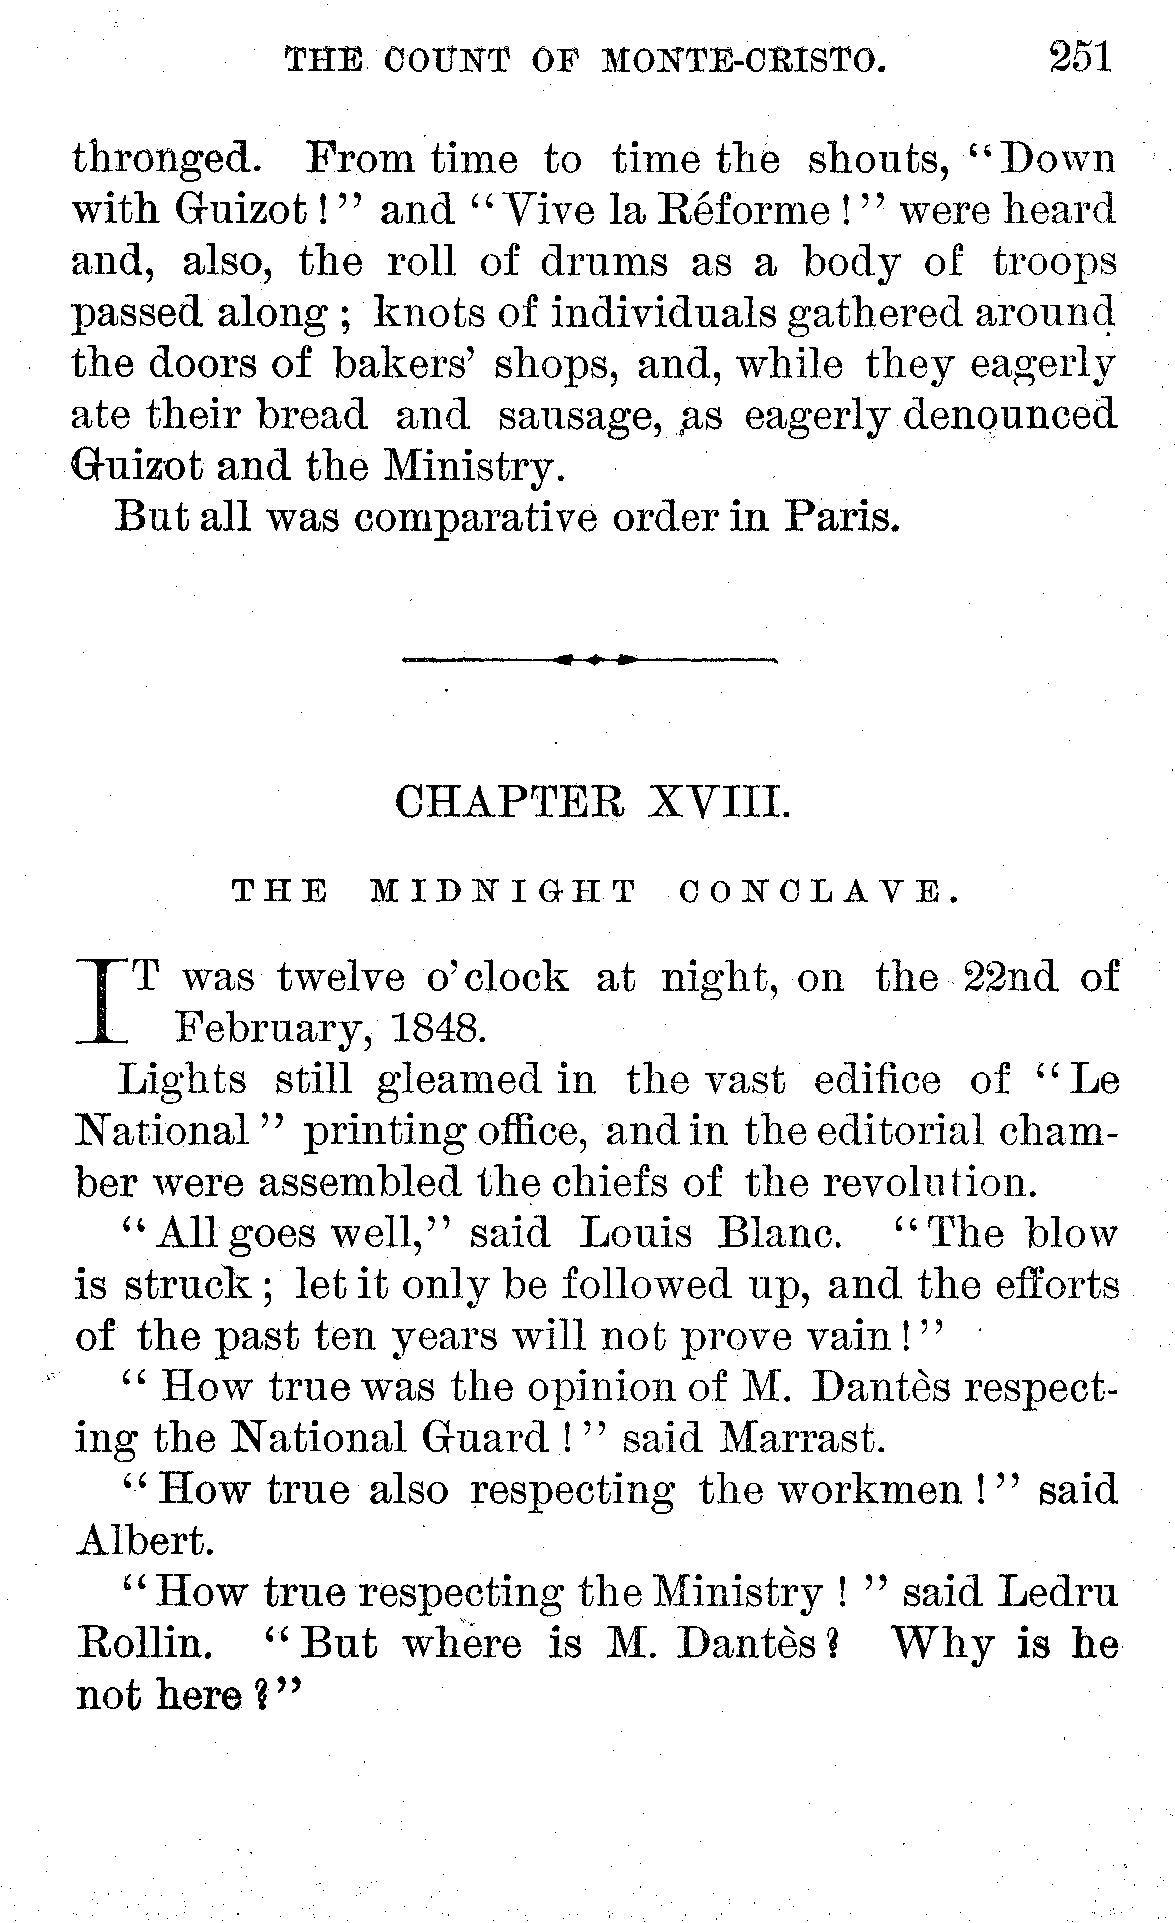 THE COUNT OF MONTE-CRISTO. 251
thronged. From time to time the shouts, “Down
with Guizot!” and “Vive la Réforme!” were heard
and, also, the roll of drums as a body of troops
passed along; knots of individuals gathered around
the doors of bakers’ shops, and, while they eagerly
ate their bread and sausage, as eagerly denounced
Guizot and the Ministry.
But all was comparative order in Paris.
CHAPTER XVIII.
THE MIDNIGHT CONCLAVE.
IT was twelve o’clock at night, on the 22nd of
February, 1848.
Lights still gleamed in the vast edifice of “Le
National” printing office, and in the editorial cham-
ber were assembled the chiefs of the revolution.
“All goes well,” said Louis Blanc. “The blow
is struck; let it only be followed up, and the efforts
of the past ten years will not prove vain!”
“How true was the opinion of M. Dantès respect-
ing the National Guard!” said Marrast.
“How true also respecting the workmen!” said
Albert.
“How true respecting the Ministry!” said Ledru
Rollin. “But where is M. Dantès? Why is he
not here?”